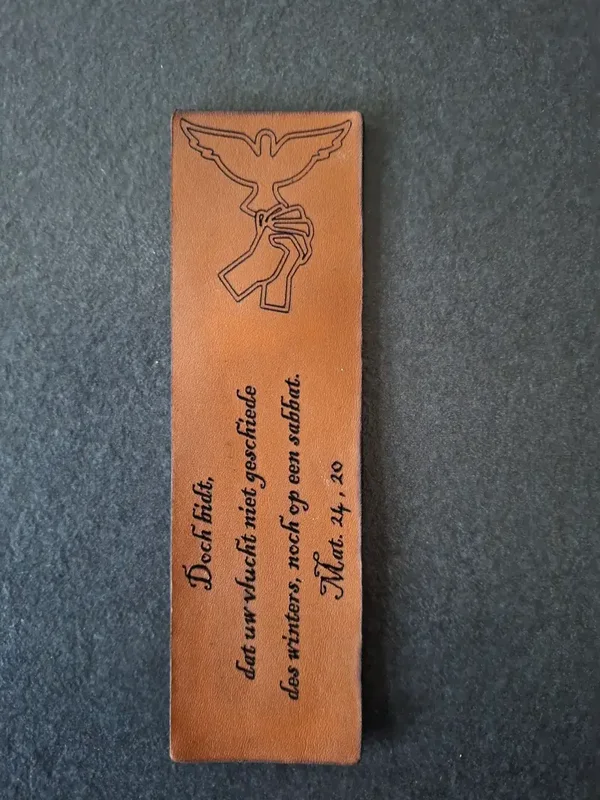 Doch bidt,
dat uw vlucht niet geschiede
des winters, noch op een sabbat.
Mat. 24, 20